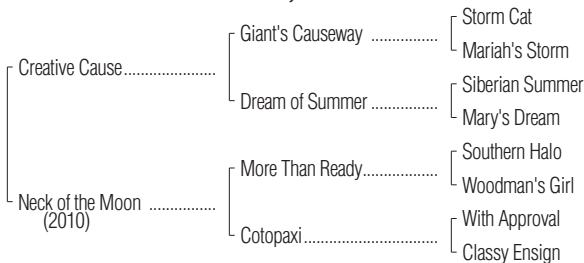 Storm Cat
Giant's Causeway ................
Mariah's Storm
Creative Cause......................
Siberian Summer
Dream of Summer ................
Mary's Dream
Southern Halo
More Than Ready..................
Woodman's Girl
Neck of the Moon ................
(2010)
With Approval
Cotopaxi................................
Classy Ensign